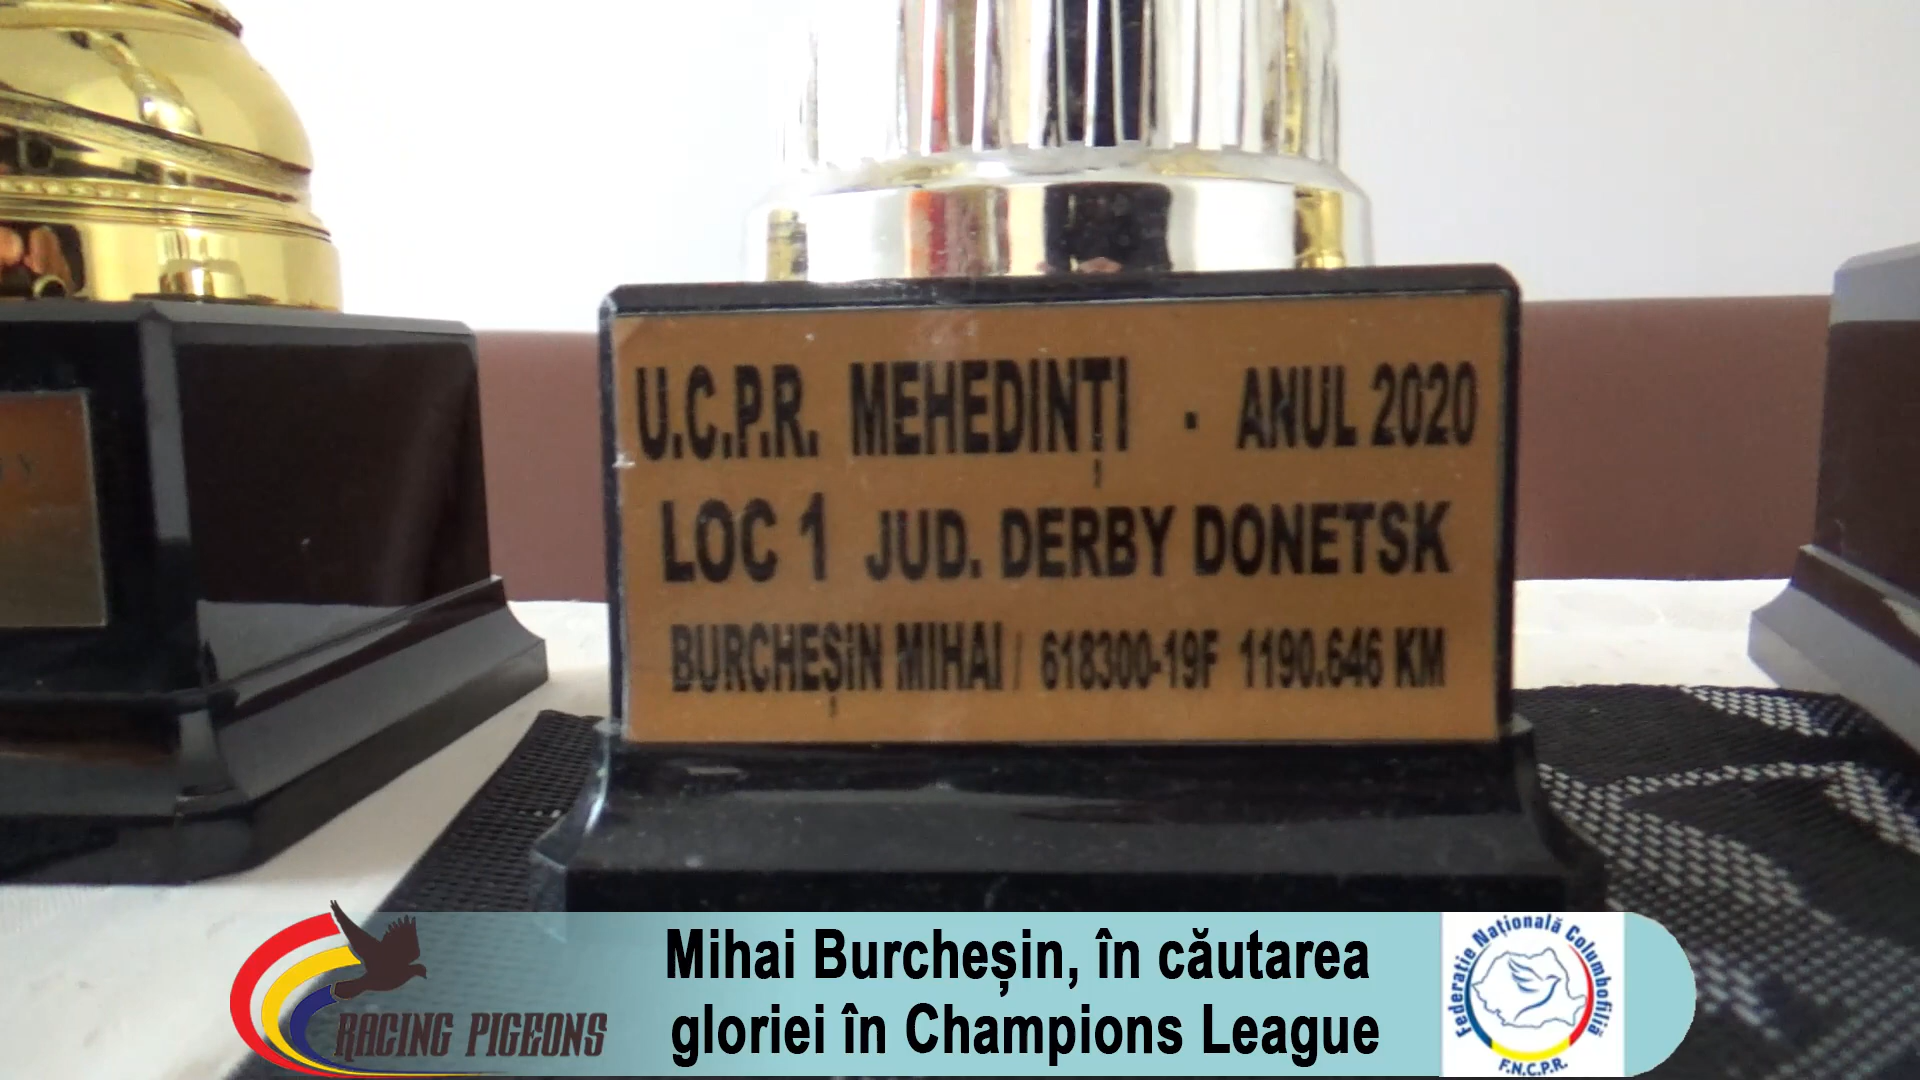 U.C.P.R. MEHEDINȚI - ANUL 2020
LOC 1 JUD. DERBY DONETSK
BURCHEȘIN MIHAI / 618300-19F 1190.646 KM
RACING PIGEONS
Mihai Burcheșin, în căutarea
gloriei în Champions League
Federatie Națională Columbofilă
F.N.C.P.R.